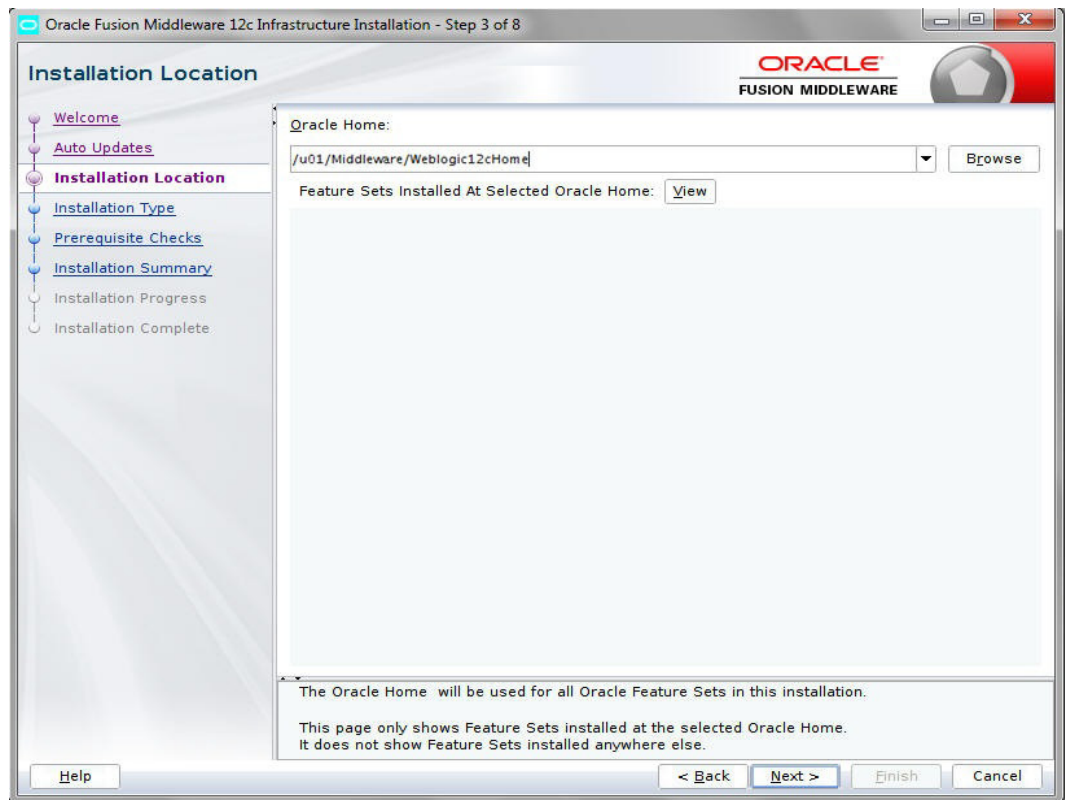 Oracle Fusion Middleware 12c Infrastructure Installation - Step 3 of 8
Installation Location
ORACLE
FUSION MIDDLEWARE
Welcome
Auto Updates
Installation Location
Installation Type
Prerequisite Checks
Installation Summary
Installation Progress
Installation Complete
Oracle Home:
/u01/Middleware/Weblogic12cHome
Browse
Feature Sets Installed At Selected Oracle Home: View
The Oracle Home will be used for all Oracle Feature Sets in this installation.
This page only shows Feature Sets installed at the selected Oracle Home.
It does not show Feature Sets installed anywhere else.
Help
< Back Next > Finish Cancel